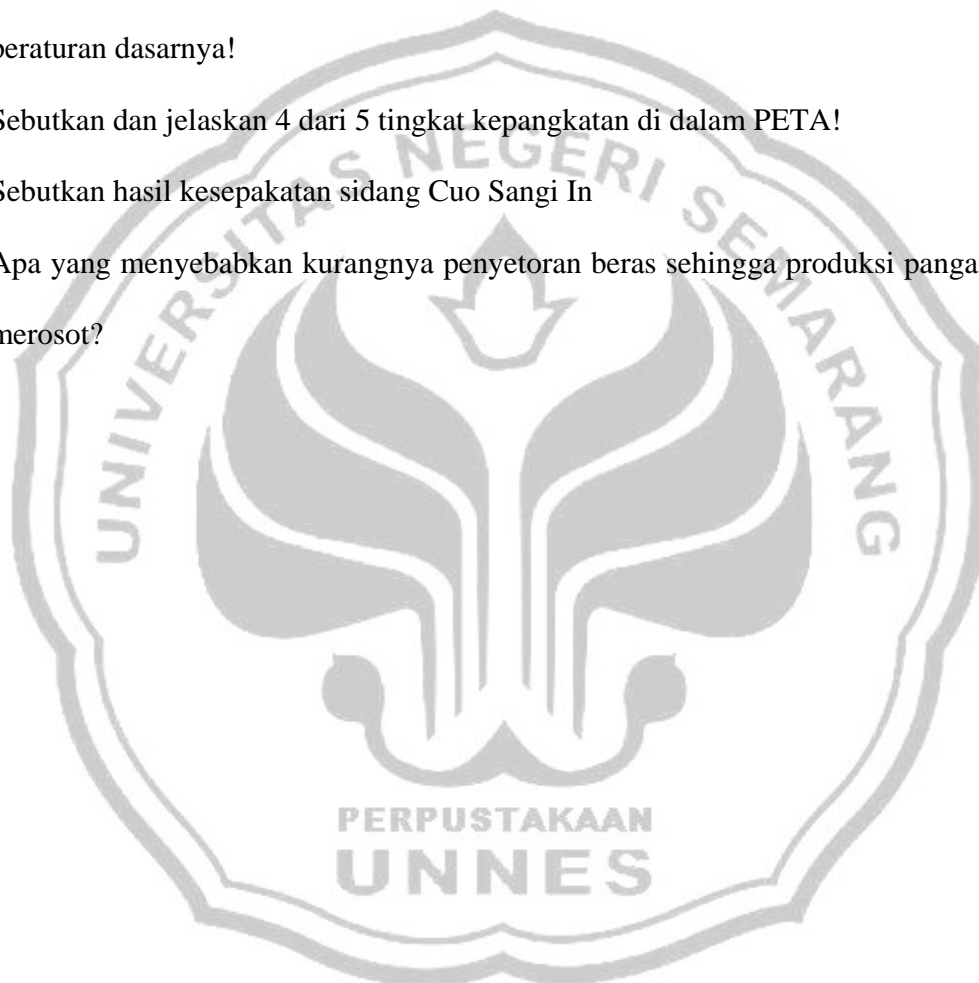 peraturan dasarnya!
Sebutkan dan jelaskan 4 dari 5 tingkat kepangkatan di dalam PETA!
Sebutkan hasil kesepakatan sidang Cuo Sangi In
Apa yang menyebabkan kurangnya penyetoran beras sehingga produksi panga
merosot?
UNIVERSITAS NEGERI SEMARANG
PERPUSTAKAAN
UNNES